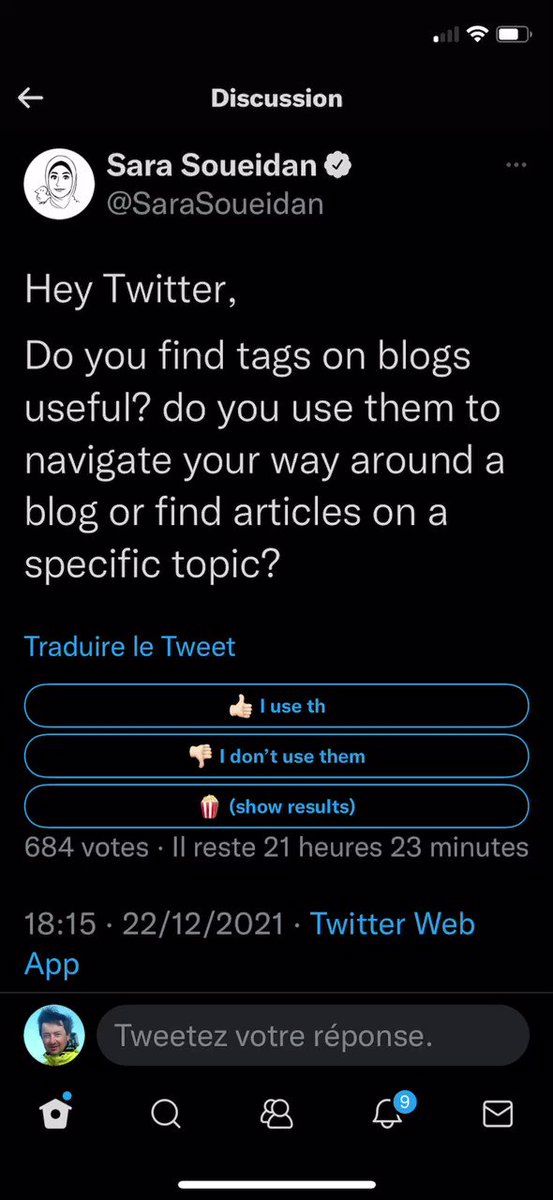 Discussion
Sara Soueidan
@SaraSoueidan
Hey Twitter,
Do you find tags on blogs
useful? do you use them to
navigate your way around a
blog or find articles on a
specific topic?
Traduire le Tweet
👍🏻 I use th
👎🏻 I don’t use them
🍿 (show results)
684 votes · Il reste 21 heures 23 minutes
18:15 · 22/12/2021 · Twitter Web
App
Tweetez votre réponse.
9